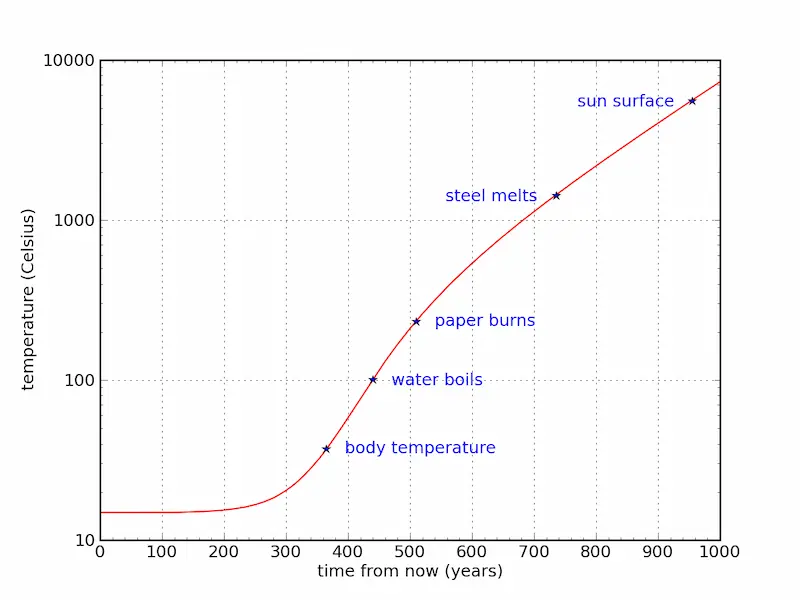 10000
sun surface
steel melts
1000
temperature (Celsius)
paper burns
100
water boils
body temperature
10
0 100 200 300 400 500 600 700 800 900 1000
time from now (years)